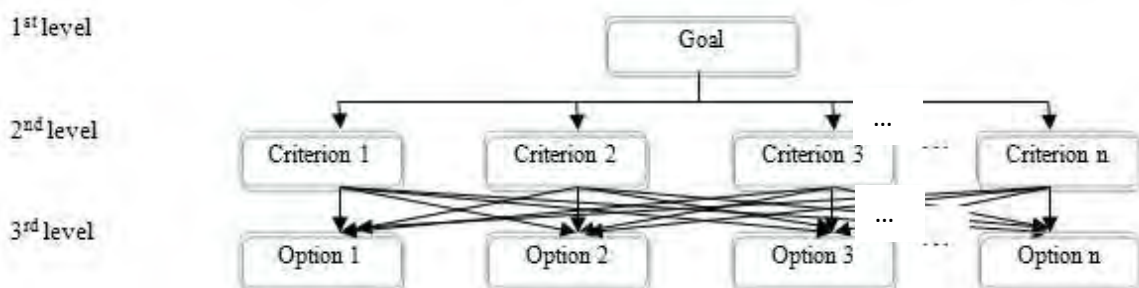 1st level
Goal
...
2nd level
Criterion 1 Criterion 2 Criterion 3 ... Criterion n
...
3rd level
Option 1 Option 2 Option 3 ... Option n